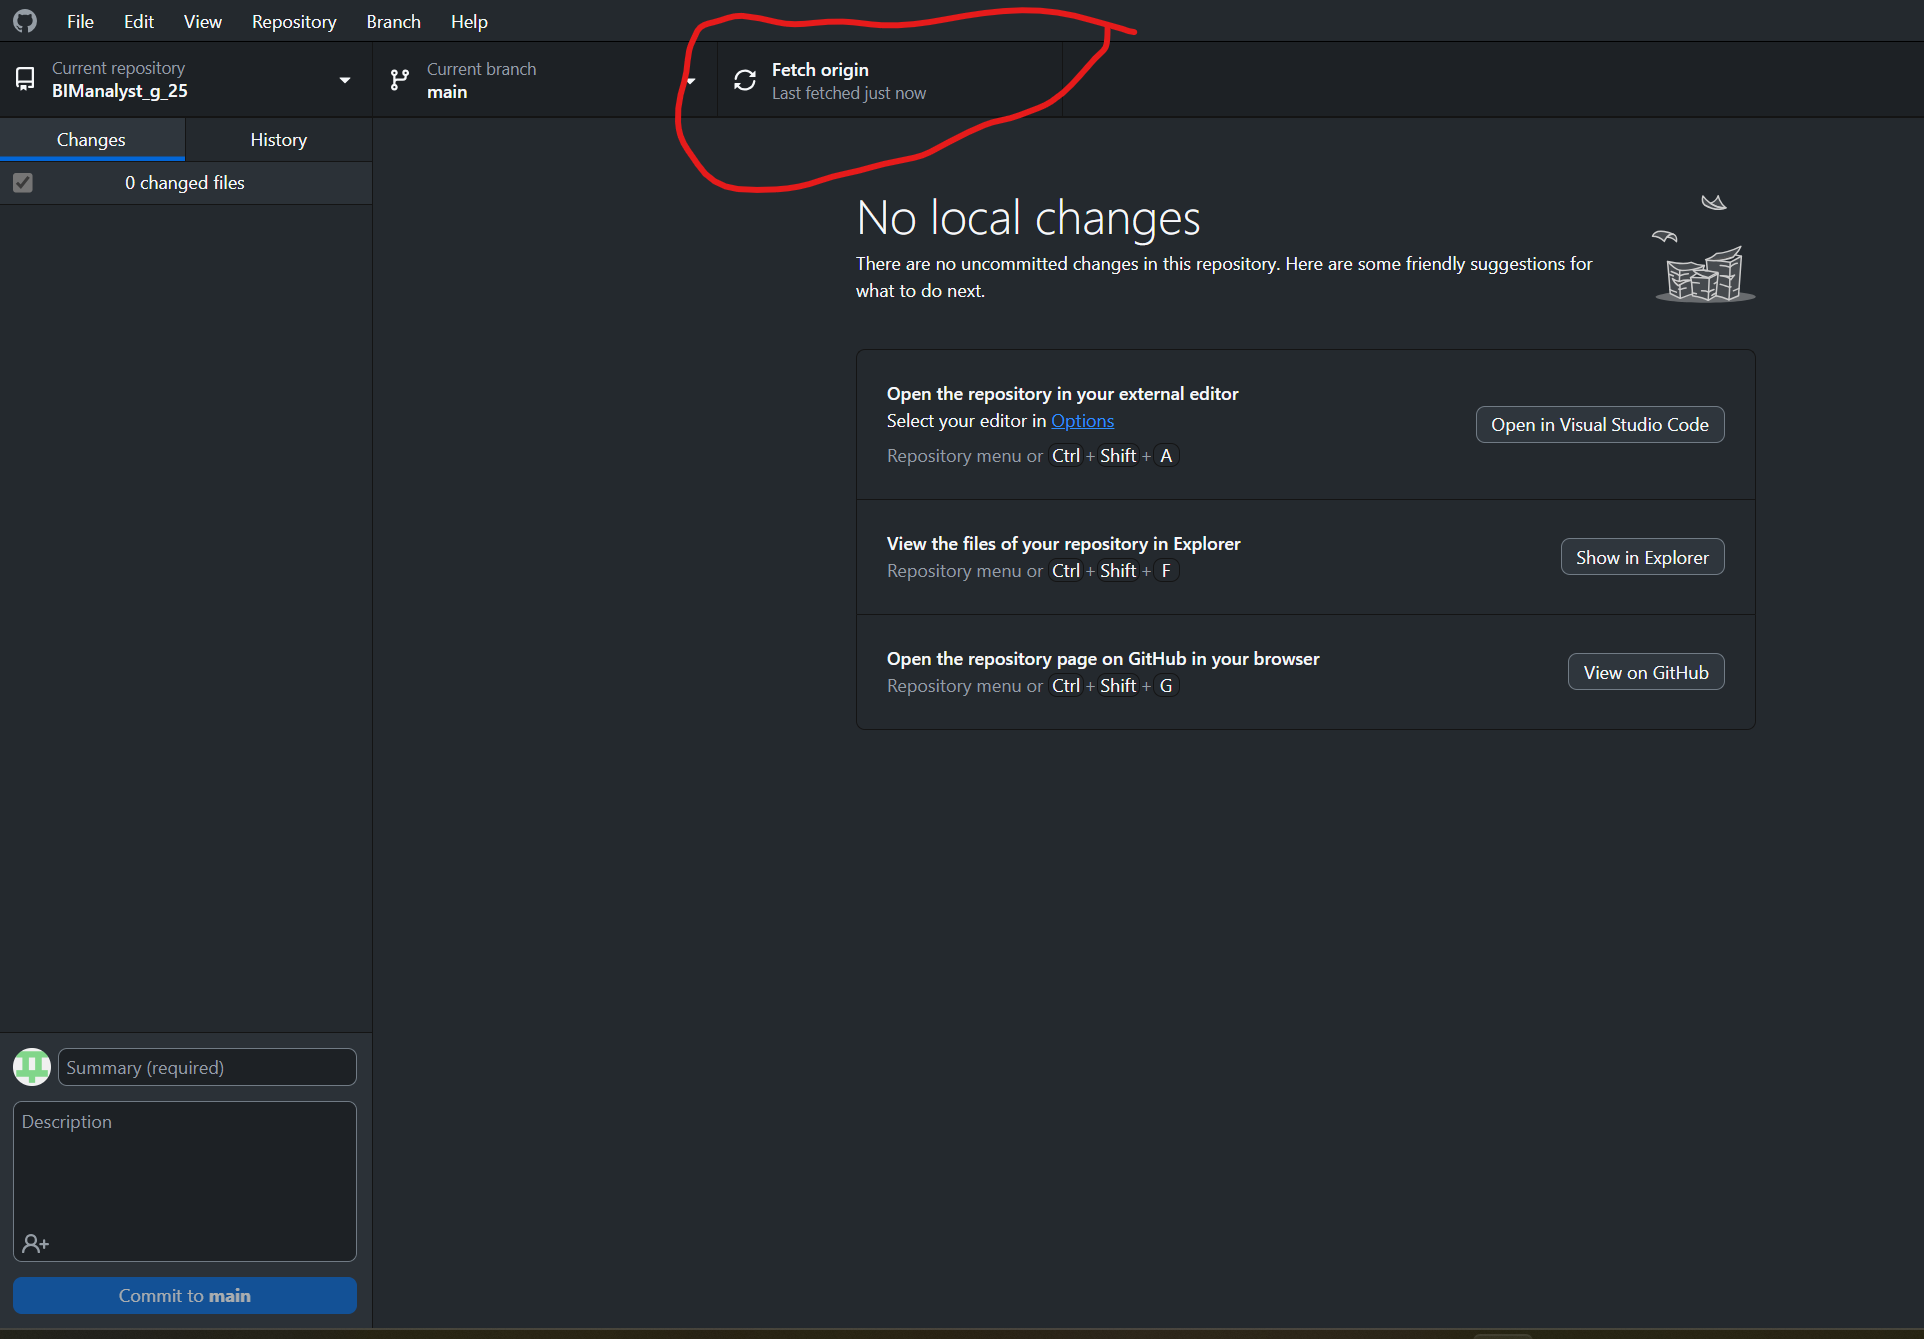 File Edit View Repository Branch Help
Current repository
BIManalyst_g_25
Current branch
main
Fetch origin
Last fetched just now
Changes History
0 changed files
No local changes
There are no uncommitted changes in this repository. Here are some friendly suggestions for
what to do next.
Open the repository in your external editor
Select your editor in Options
Repository menu or Ctrl + Shift + A
Open in Visual Studio Code
View the files of your repository in Explorer
Repository menu or Ctrl + Shift + F
Show in Explorer
Open the repository page on GitHub in your browser
Repository menu or Ctrl + Shift + G
View on GitHub
Summary (required)
Description
Commit to main